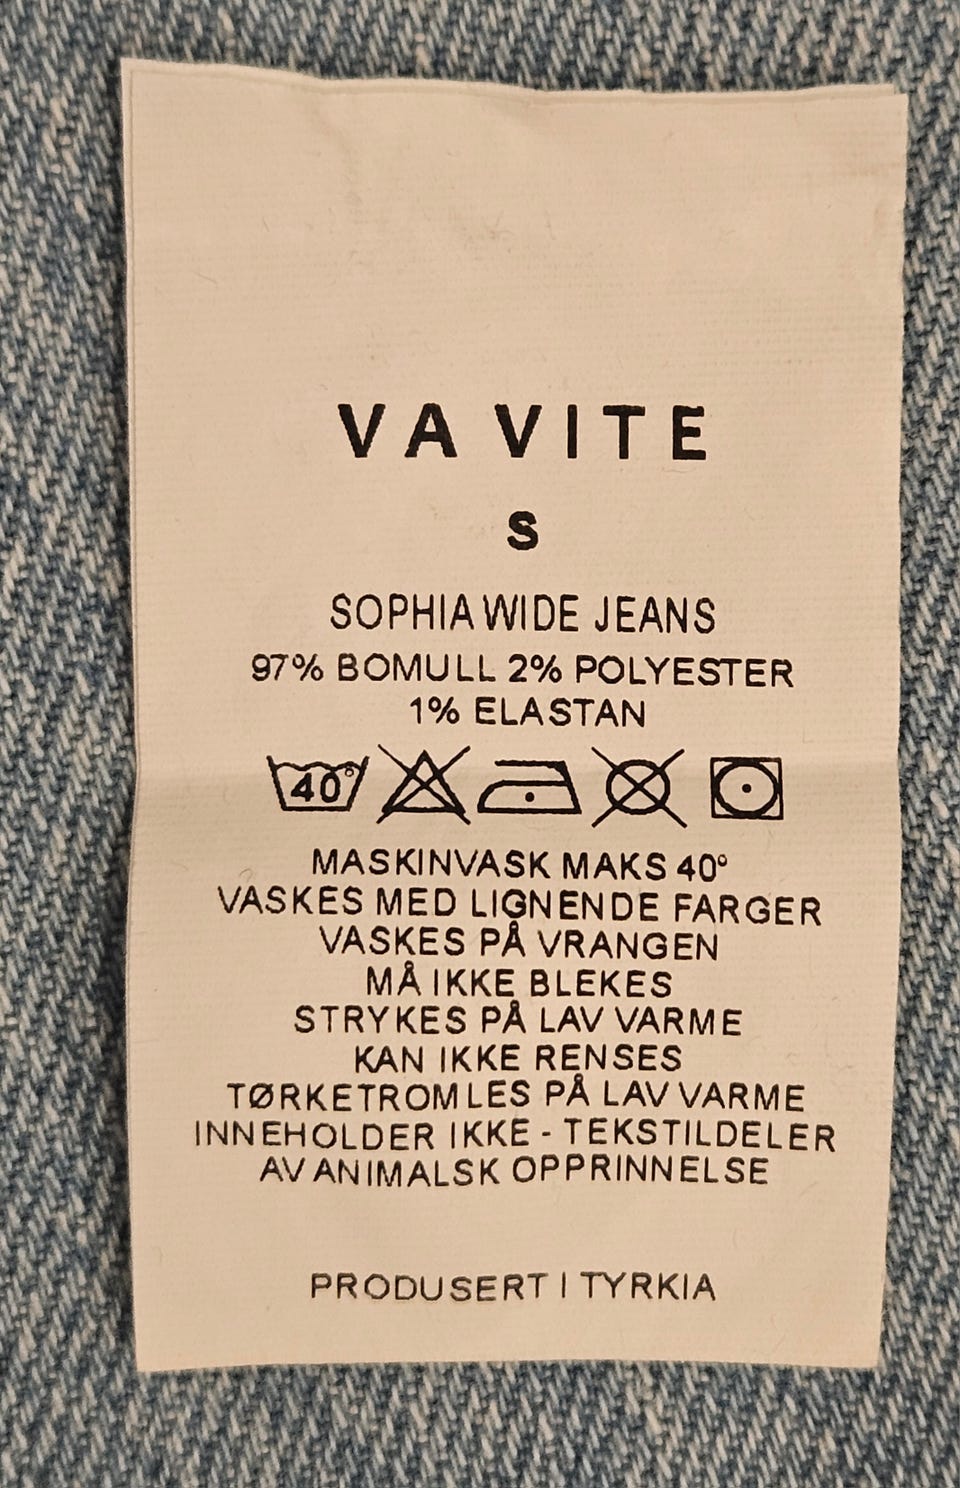 VAVITE
S
SOPHIA WIDE JEANS
97% BOMULL 2% POLYESTER
1% ELASTAN
40°
MASKINVASK MAKS 40°
VASKES MED LIGNENDE FARGER
VASKES PÅ VRANGEN
MÅ IKKE BLEKES
STRYKES PÅ LAV VARME
KAN IKKE RENSES
TØRKETROMLES PÅ LAV VARME
INNEHOLDER IKKE - TEKSTILDELER
AV ANIMALSK OPPRINNELSE
PRODUSERT I TYRKIA